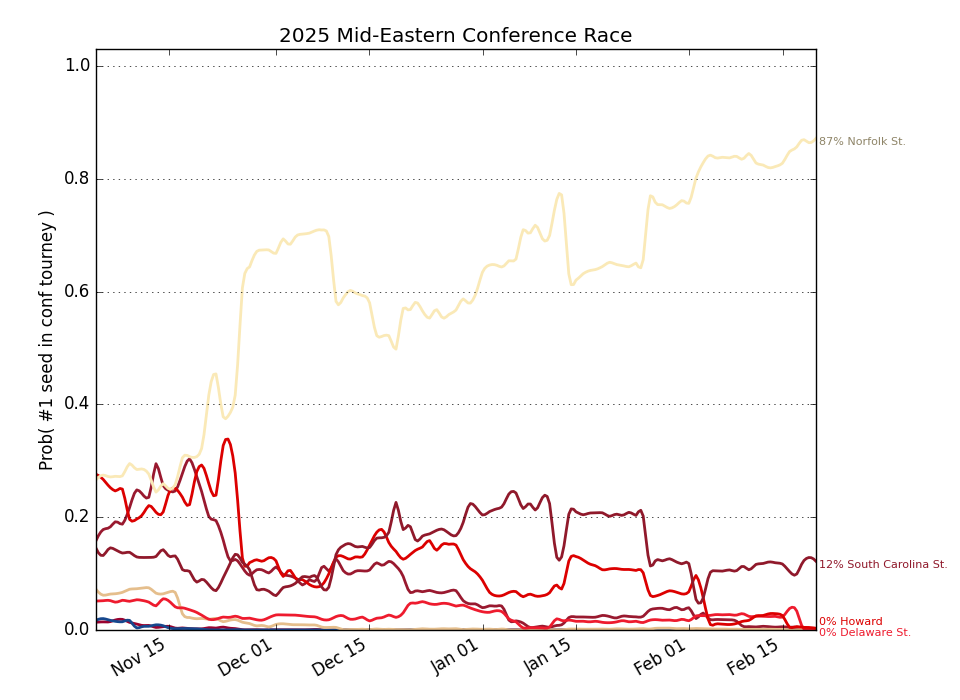 2025 Mid-Eastern Conference Race
Prob( #1 seed in conf tourney )
1.0
0.8
0.6
0.4
0.2
0.0
Nov 15
Dec 01
Dec 15
Jan 01
Jan 15
Feb 01
Feb 15
87% Norfolk St.
12% South Carolina St.
0% Howard
0% Delaware St.